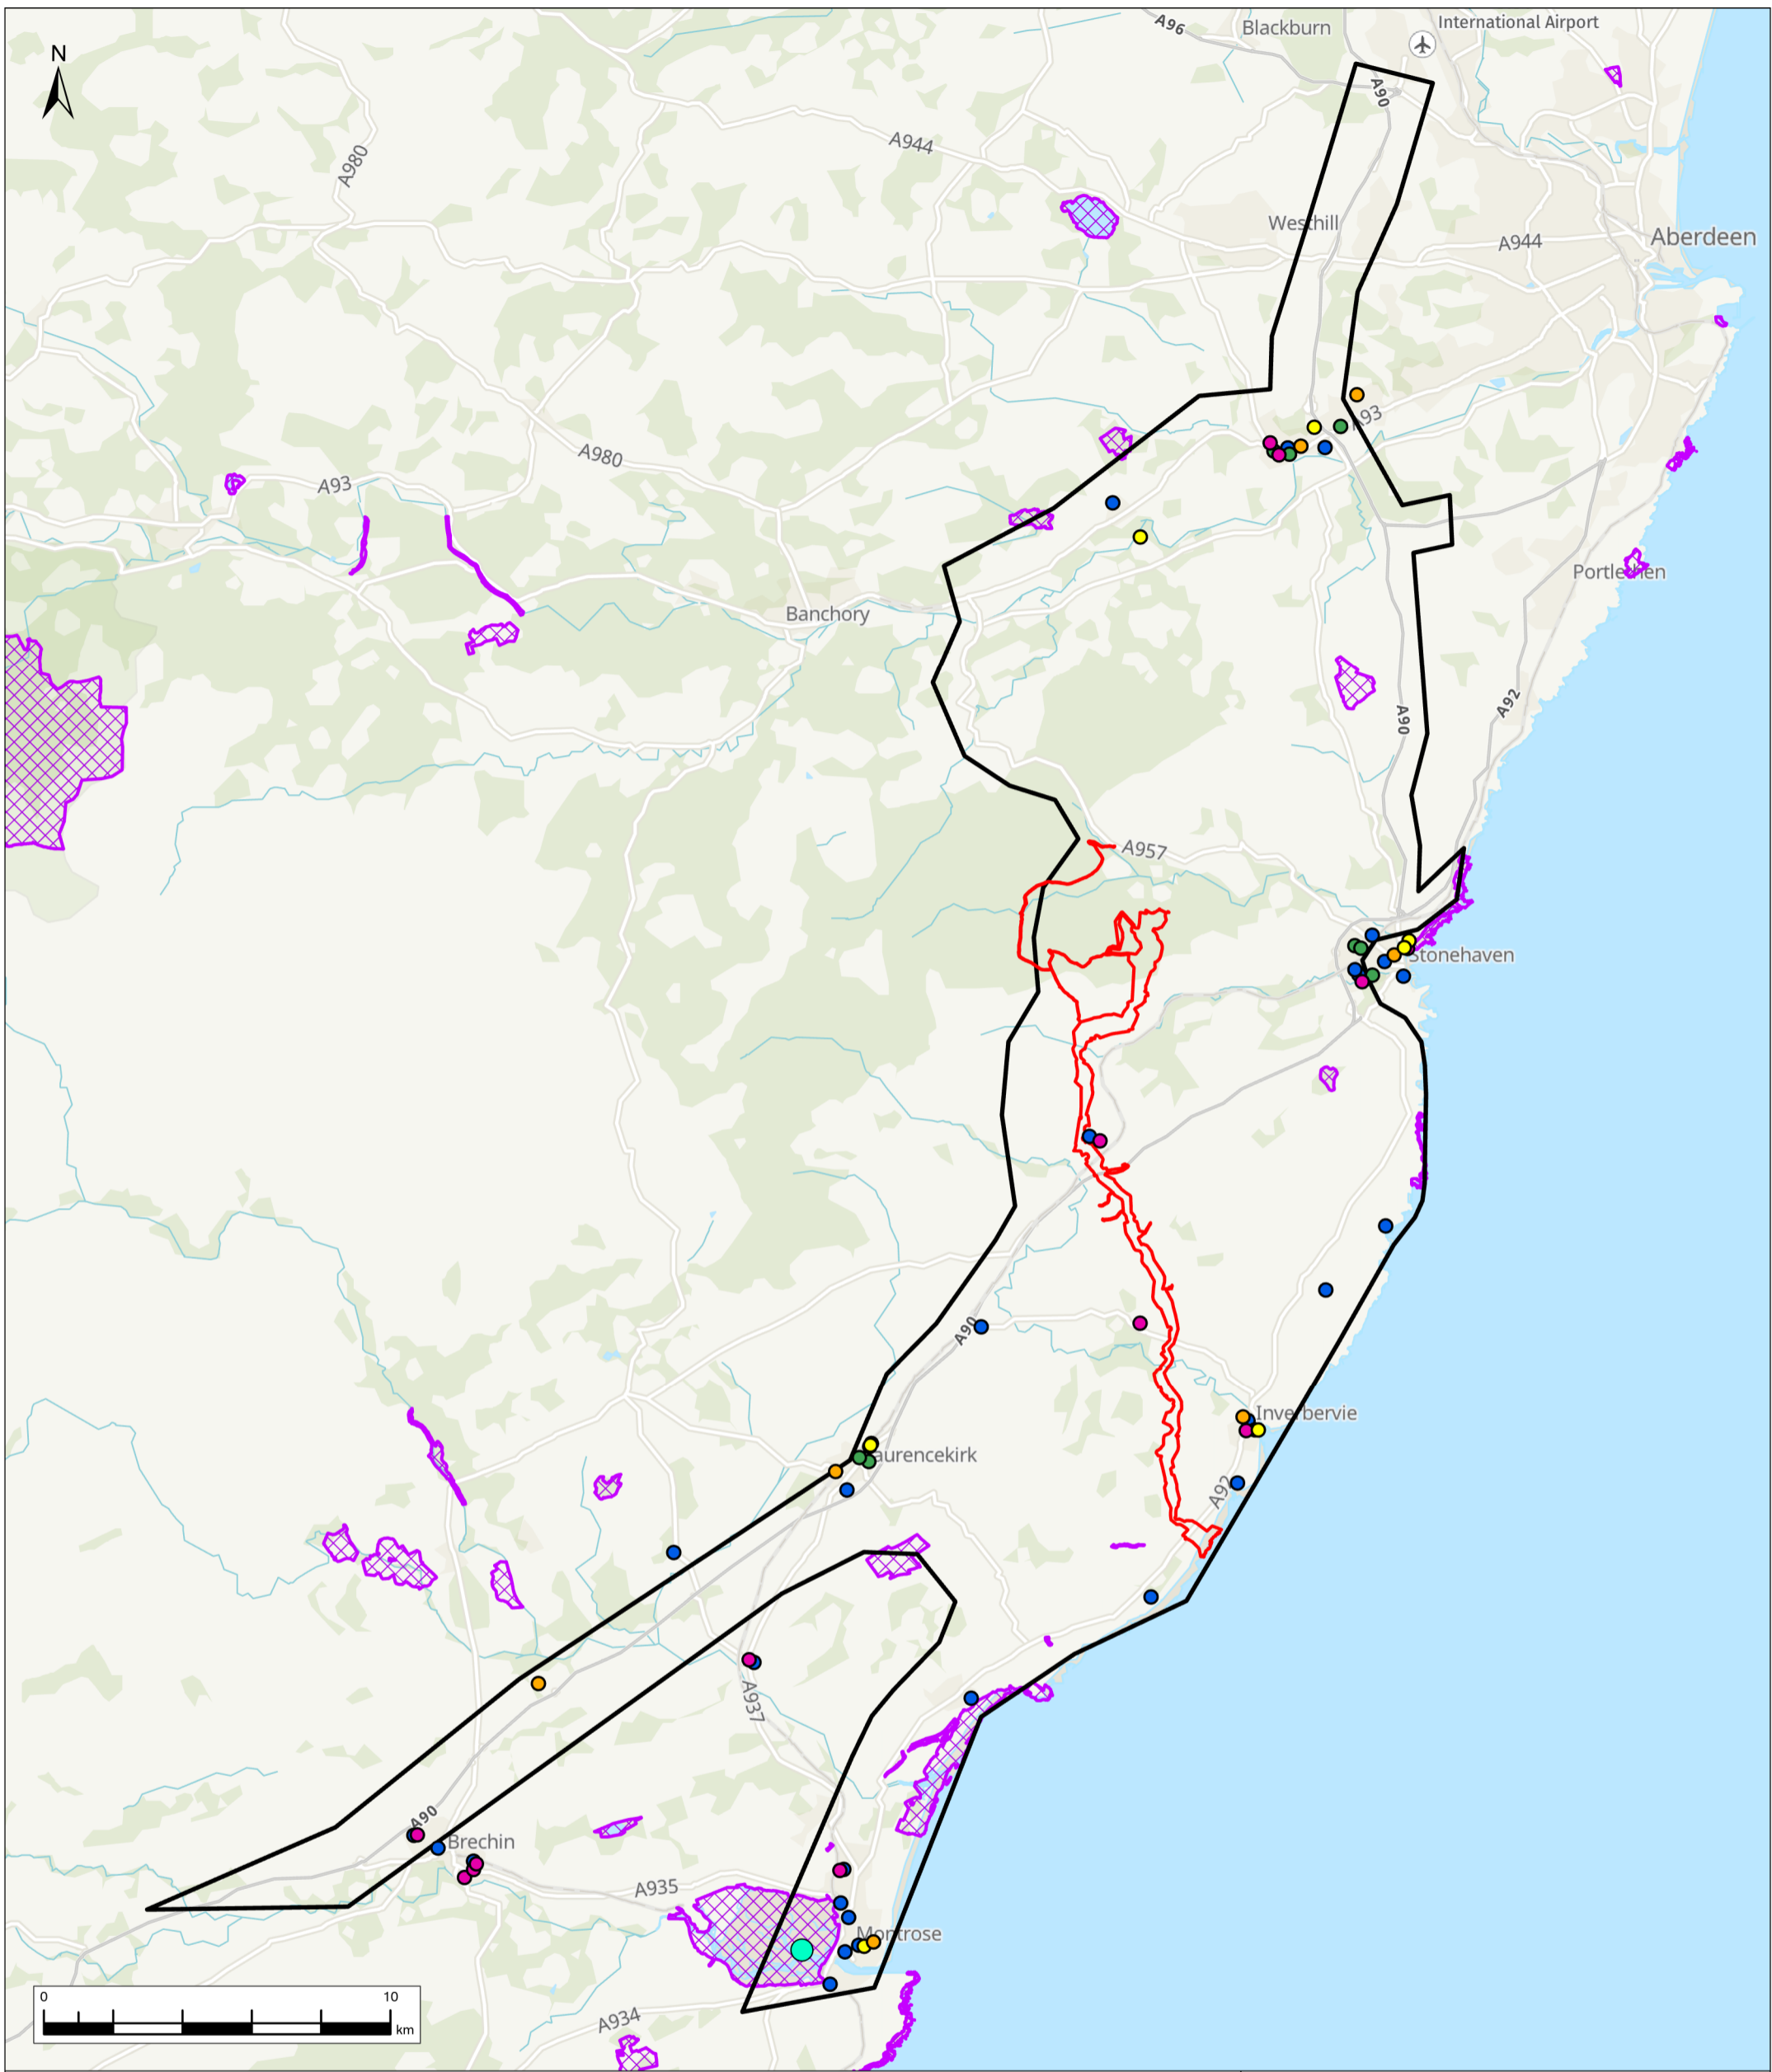 A96
Blackburn
International Airport
N
A90
A980
A944
Westhill
A944
Aberdeen
A93
A980
A93
Portlethen
Banchory
A92
A90
A957
Stonehaven
A90
Inverbervie
aurencekirk
A92
A937
A90
Brechin
A935
Montrose
0 10
km
A934